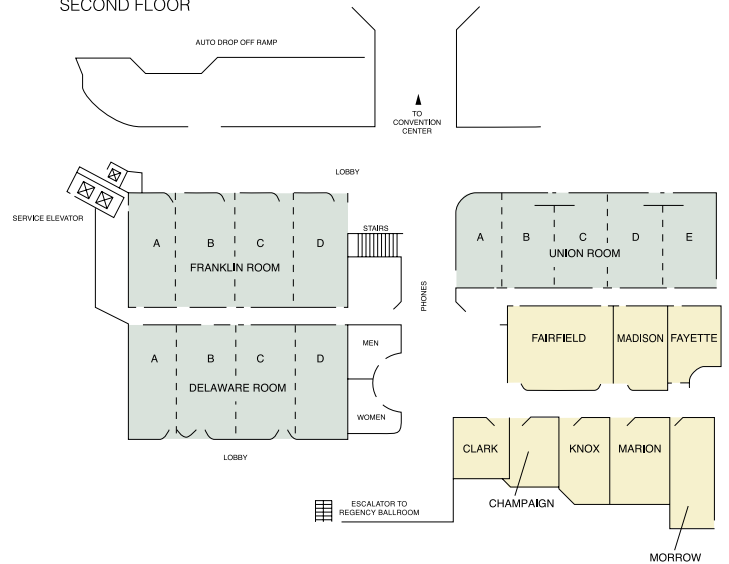 SECOND FLOOR
AUTO DROP OFF RAMP
TO
CONVENTION
CENTER
LOBBY
SERVICE ELEVATOR
STAIRS
A B C D
FRANKLIN ROOM
A B C D E
UNION ROOM
PHONES
FAIRFIELD MADISON FAYETTE
MEN
A B C D
DELAWARE ROOM
WOMEN
LOBBY
CLARK KNOX MARION
CHAMPAIGN
ESCALATOR TO
REGENCY BALLROOM
MORROW